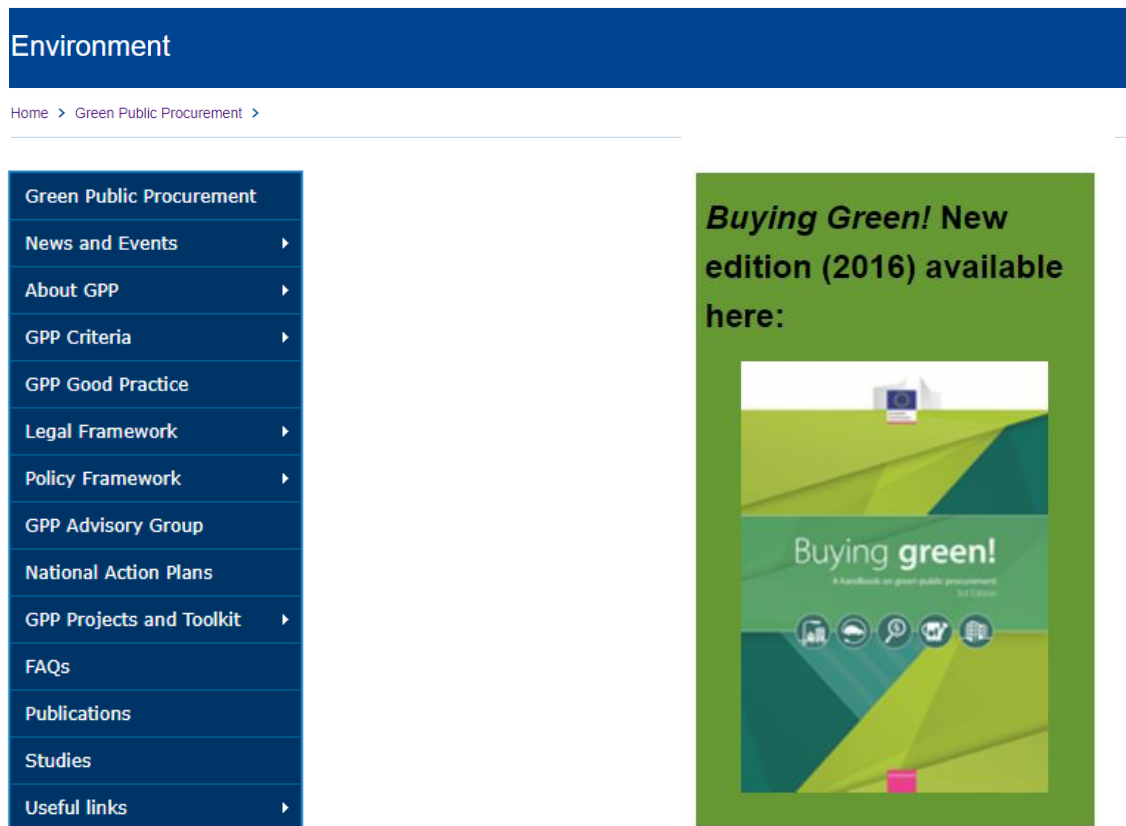 Environment
Home > Green Public Procurement >
Green Public Procurement
News and Events
About GPP
GPP Criteria
GPP Good Practice
Legal Framework
Policy Framework
GPP Advisory Group
National Action Plans
GPP Projects and Toolkit
FAQs
Publications
Studies
Useful links
Buying Green! New
edition (2016) available
here:
Buying green!
A handbook on green public procurement
3rd Edition